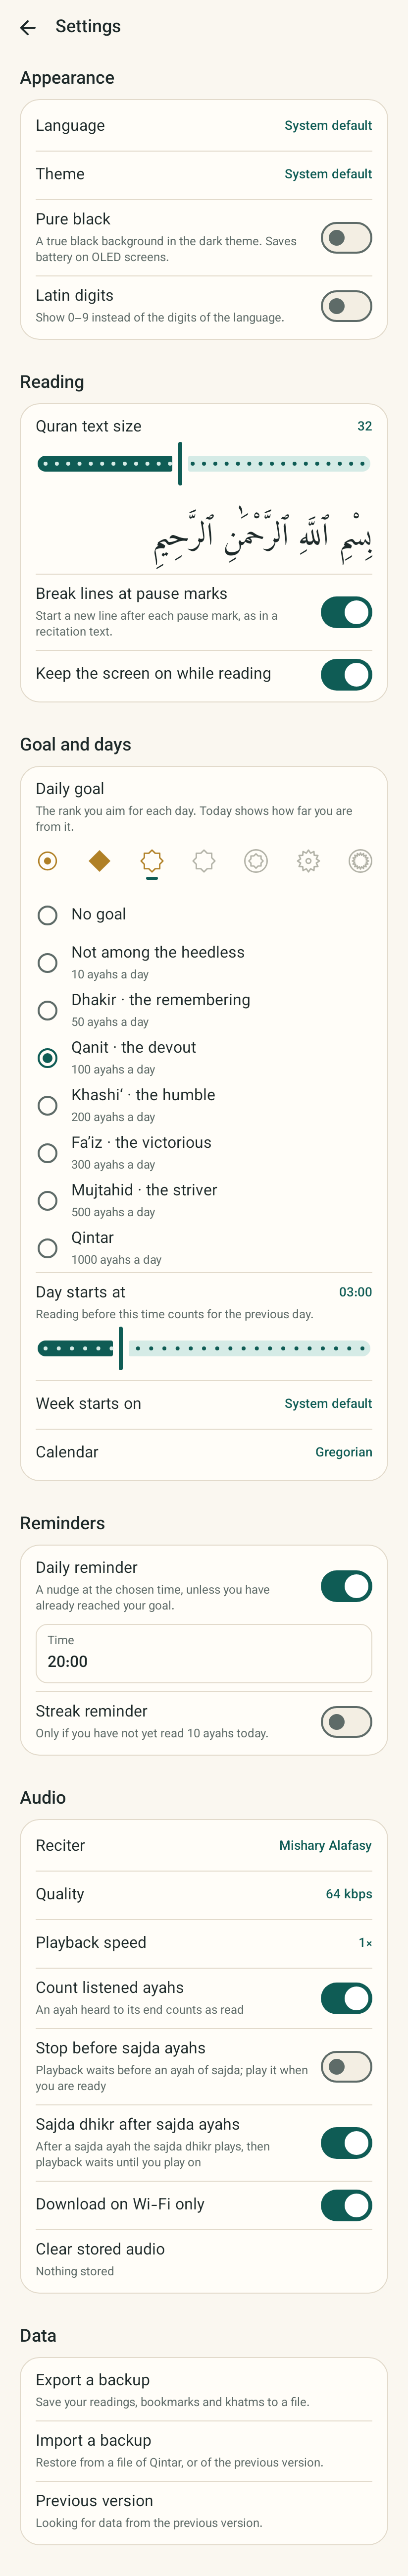 Settings
Appearance
Language
System default
Theme
System default
Pure black
A true black background in the dark theme. Saves
battery on OLED screens.
Latin digits
Show 0–9 instead of the digits of the language.
Reading
Quran text size
32
بِسْمِ ٱللَّهِ ٱلرَّحْمَٰنِ ٱلرَّحِيمِ
Break lines at pause marks
Start a new line after each pause mark, as in a
recitation text.
Keep the screen on while reading
Goal and days
Daily goal
The rank you aim for each day. Today shows how far you are
from it.
No goal
Not among the heedless
10 ayahs a day
Dhakir · the remembering
50 ayahs a day
Qanit · the devout
100 ayahs a day
Khashiʻ · the humble
200 ayahs a day
Fa’iz · the victorious
300 ayahs a day
Mujtahid · the striver
500 ayahs a day
Qintar
1000 ayahs a day
Day starts at
03:00
Reading before this time counts for the previous day.
Week starts on
System default
Calendar
Gregorian
Reminders
Daily reminder
A nudge at the chosen time, unless you have
already reached your goal.
Time
20:00
Streak reminder
Only if you have not yet read 10 ayahs today.
Audio
Reciter
Mishary Alafasy
Quality
64 kbps
Playback speed
1×
Count listened ayahs
An ayah heard to its end counts as read
Stop before sajda ayahs
Playback waits before an ayah of sajda; play it when
you are ready
Sajda dhikr after sajda ayahs
After a sajda ayah the sajda dhikr plays, then
playback waits until you play on
Download on Wi-Fi only
Clear stored audio
Nothing stored
Data
Export a backup
Save your readings, bookmarks and khatms to a file.
Import a backup
Restore from a file of Qintar, or of the previous version.
Previous version
Looking for data from the previous version.